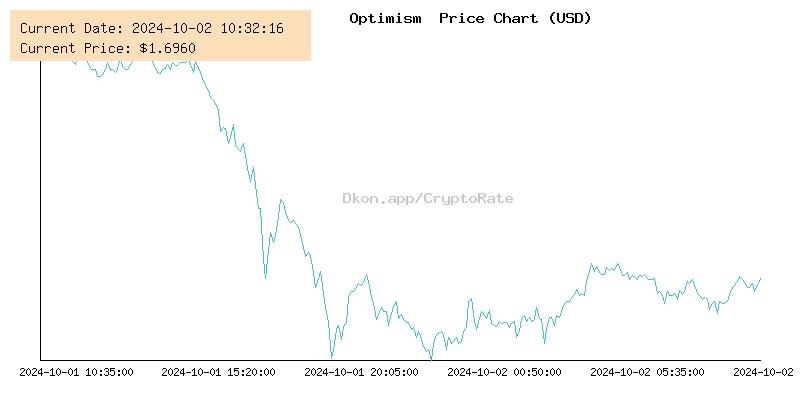 Optimism  Price Chart (USD)
Current Date: 2024-10-02 10:32:16
Current Price: $1.6960
Dkon.app/CryptoRate
2024-10-01 10:35:00 2024-10-01 15:20:00 2024-10-01 20:05:00 2024-10-02 00:50:00 2024-10-02 05:35:00 2024-10-02